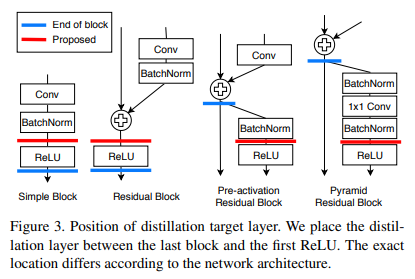 End of block
Proposed
Conv
BatchNorm
ReLU
Simple Block
Conv
BatchNorm
ReLU
Residual Block
Conv
BatchNorm
ReLU
Pre-activation
Residual Block
BatchNorm
1x1 Conv
BatchNorm
ReLU
Pyramid
Residual Block
Figure 3. Position of distillation target layer. We place the distil-
lation layer between the last block and the first ReLU. The exact
location differs according to the network architecture.